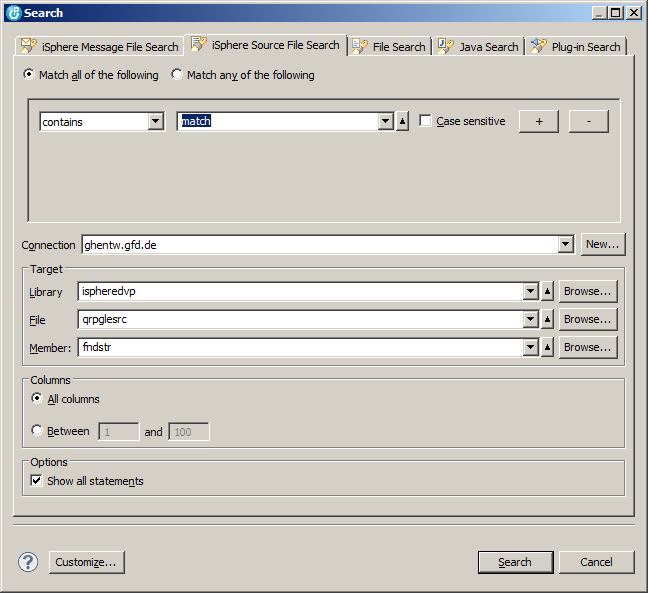 Search
iSphere Message File Search iSphere Source File Search File Search Java Search Plug-in Search
Match all of the following Match any of the following
contains match Case sensitive + -
Connection ghentw.gfd.de New...
Target
Library ispheredvp Browse...
File qrpglesrc Browse...
Member: fndstr Browse...
Columns
All columns
Between 1 and 100
Options
Show all statements
? Customize... Search Cancel